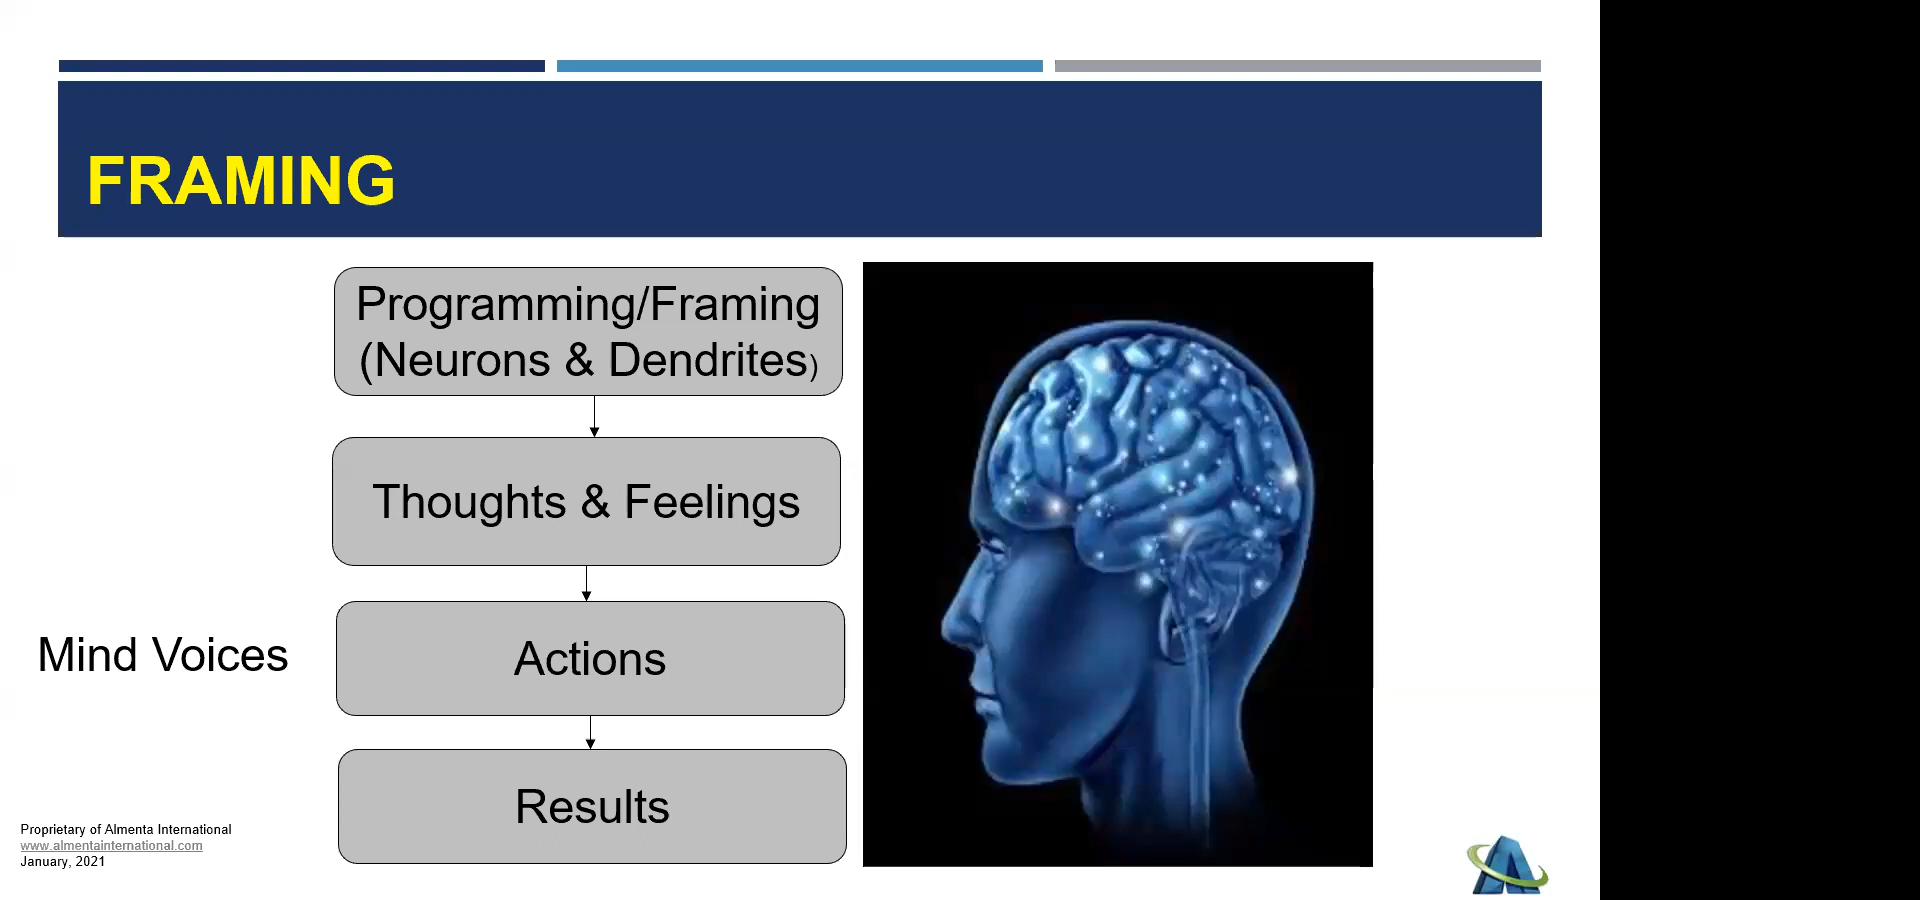 FRAMING
Programming/Framing
(Neurons & Dendrites)
Thoughts & Feelings
Mind Voices
Actions
Results
Proprietary of Almenta International
www.almentainternational.com
January, 2021